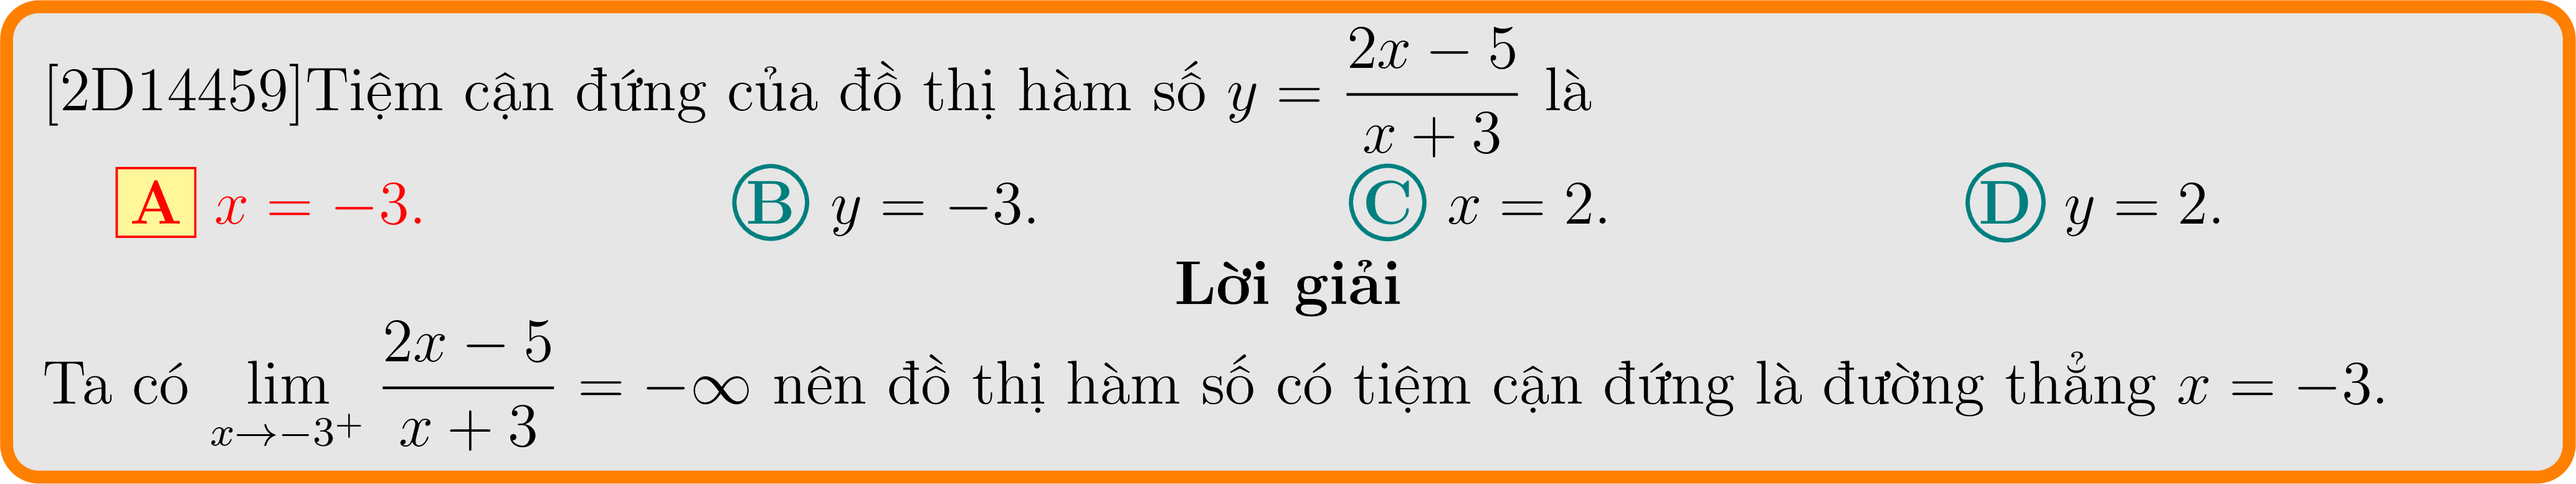 [2D14459]Tiệm cận đứng của đồ thị hàm số $y = \dfrac{2x-5}{x+3}$ là
A $x = -3$. B $y = -3$. C $x = 2$. D $y = 2$.
Lời giải
Ta có $\lim\limits_{x \to -3^+} \dfrac{2x-5}{x+3} = -\infty$ nên đồ thị hàm số có tiệm cận đứng là đường thẳng $x = -3$.